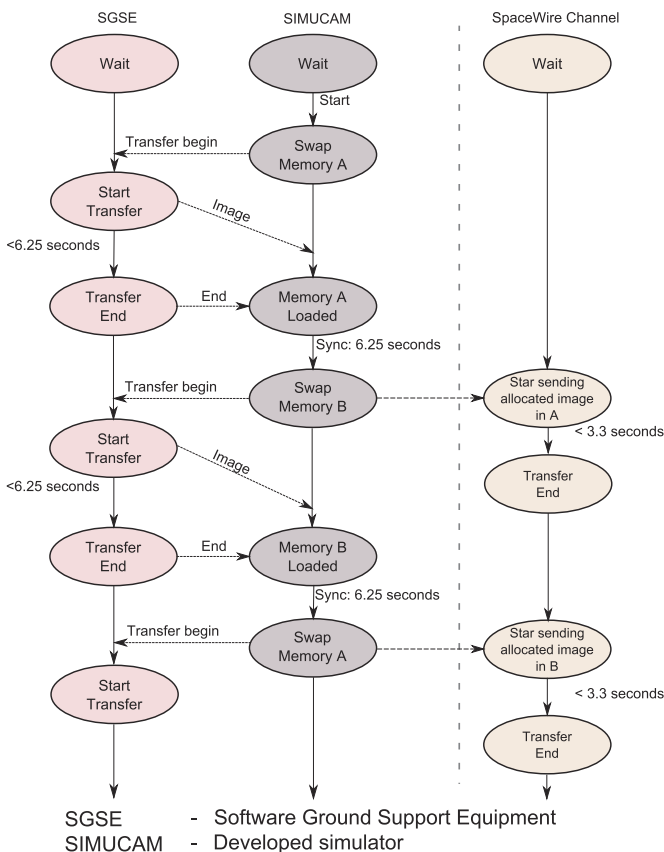 SGSE SIMUCAM SpaceWire Channel
Wait Wait Wait
Start
Transfer begin Swap
Memory A
Start
Transfer
Image
<6.25 seconds
Transfer
End
End
Memory A
Loaded
Sync: 6.25 seconds
Transfer begin
Swap
Memory B
Star sending
allocated image
in A
< 3.3 seconds
Start
Transfer
Image
<6.25 seconds
Transfer
End
Transfer
End
End
Memory B
Loaded
Sync: 6.25 seconds
Transfer begin
Swap
Memory A
Star sending
allocated image
in B
< 3.3 seconds
Start
Transfer
Transfer
End
SGSE - Software Ground Support Equipment
SIMUCAM - Developed simulator